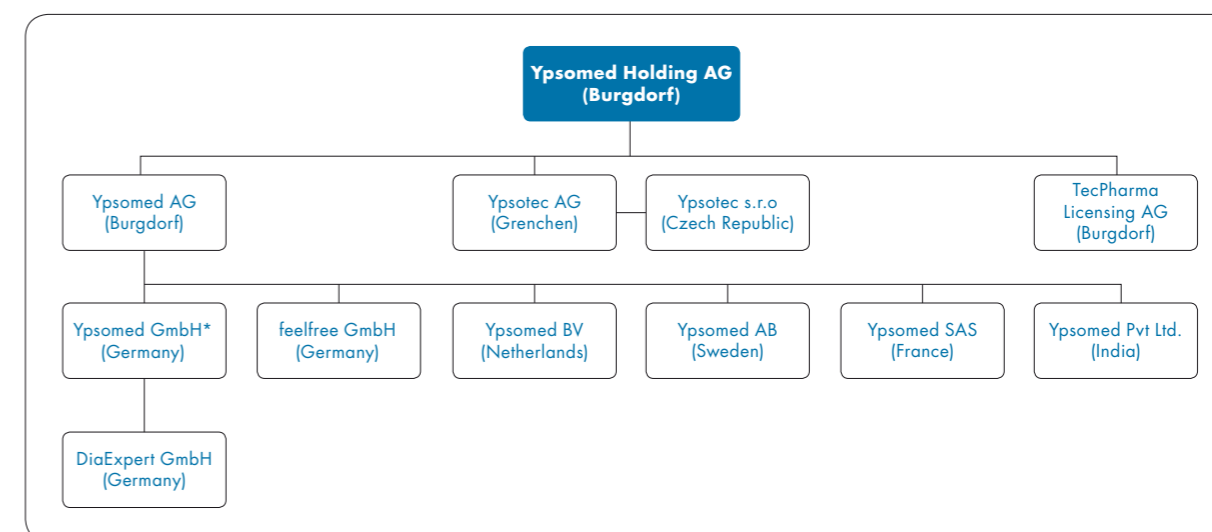 Ypsomed Holding AG
(Burgdorf)
Ypsomed AG
(Burgdorf)
Ypsotec AG
(Grenchen)
Ypsotec s.r.o
(Czech Republic)
TecPharma
Licensing AG
(Burgdorf)
Ypsomed GmbH*
(Germany)
feelfree GmbH
(Germany)
Ypsomed BV
(Netherlands)
Ypsomed AB
(Sweden)
Ypsomed SAS
(France)
Ypsomed Pvt Ltd.
(India)
DiaExpert GmbH
(Germany)